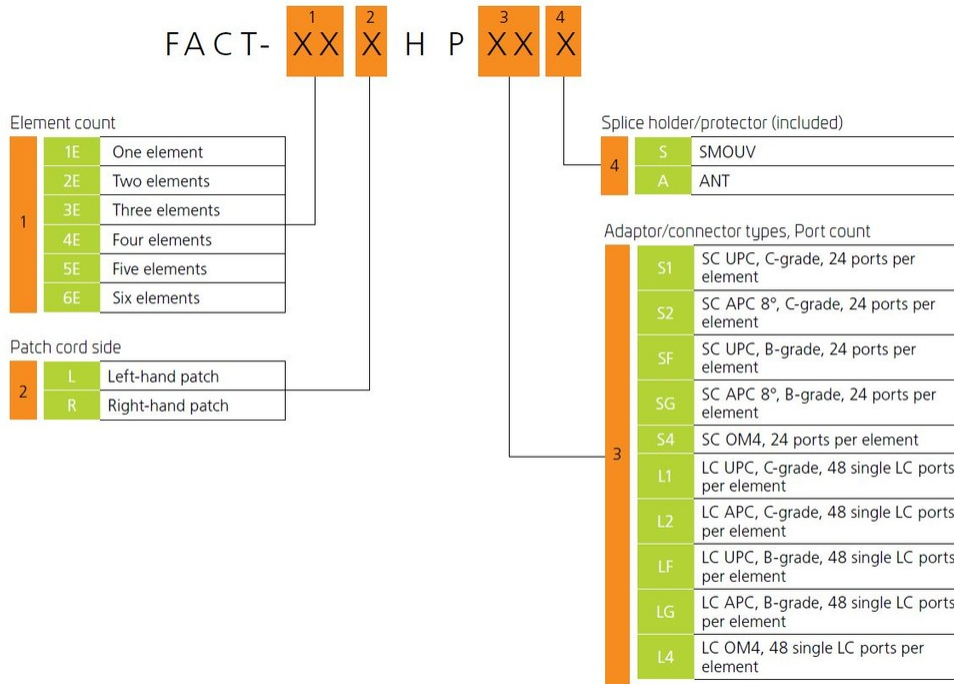 1 2 3 4
FACT- XX X H P XX X
Element count
1
1E One element
2E Two elements
3E Three elements
4E Four elements
5E Five elements
6E Six elements
Patch cord side
2
L Left-hand patch
R Right-hand patch
Splice holder/protector (included)
4
S SMOUV
A ANT
Adaptor/connector types, Port count
3
S1 SC UPC, C-grade, 24 ports per
element
S2 SC APC 8°, C-grade, 24 ports per
element
SF SC UPC, B-grade, 24 ports per
element
SG SC APC 8°, B-grade, 24 ports per
element
S4 SC OM4, 24 ports per element
L1 LC UPC, C-grade, 48 single LC ports
per element
L2 LC APC, C-grade, 48 single LC ports
per element
LF LC UPC, B-grade, 48 single LC ports
per element
LG LC APC, B-grade, 48 single LC ports
per element
L4 LC OM4, 48 single LC ports per
element